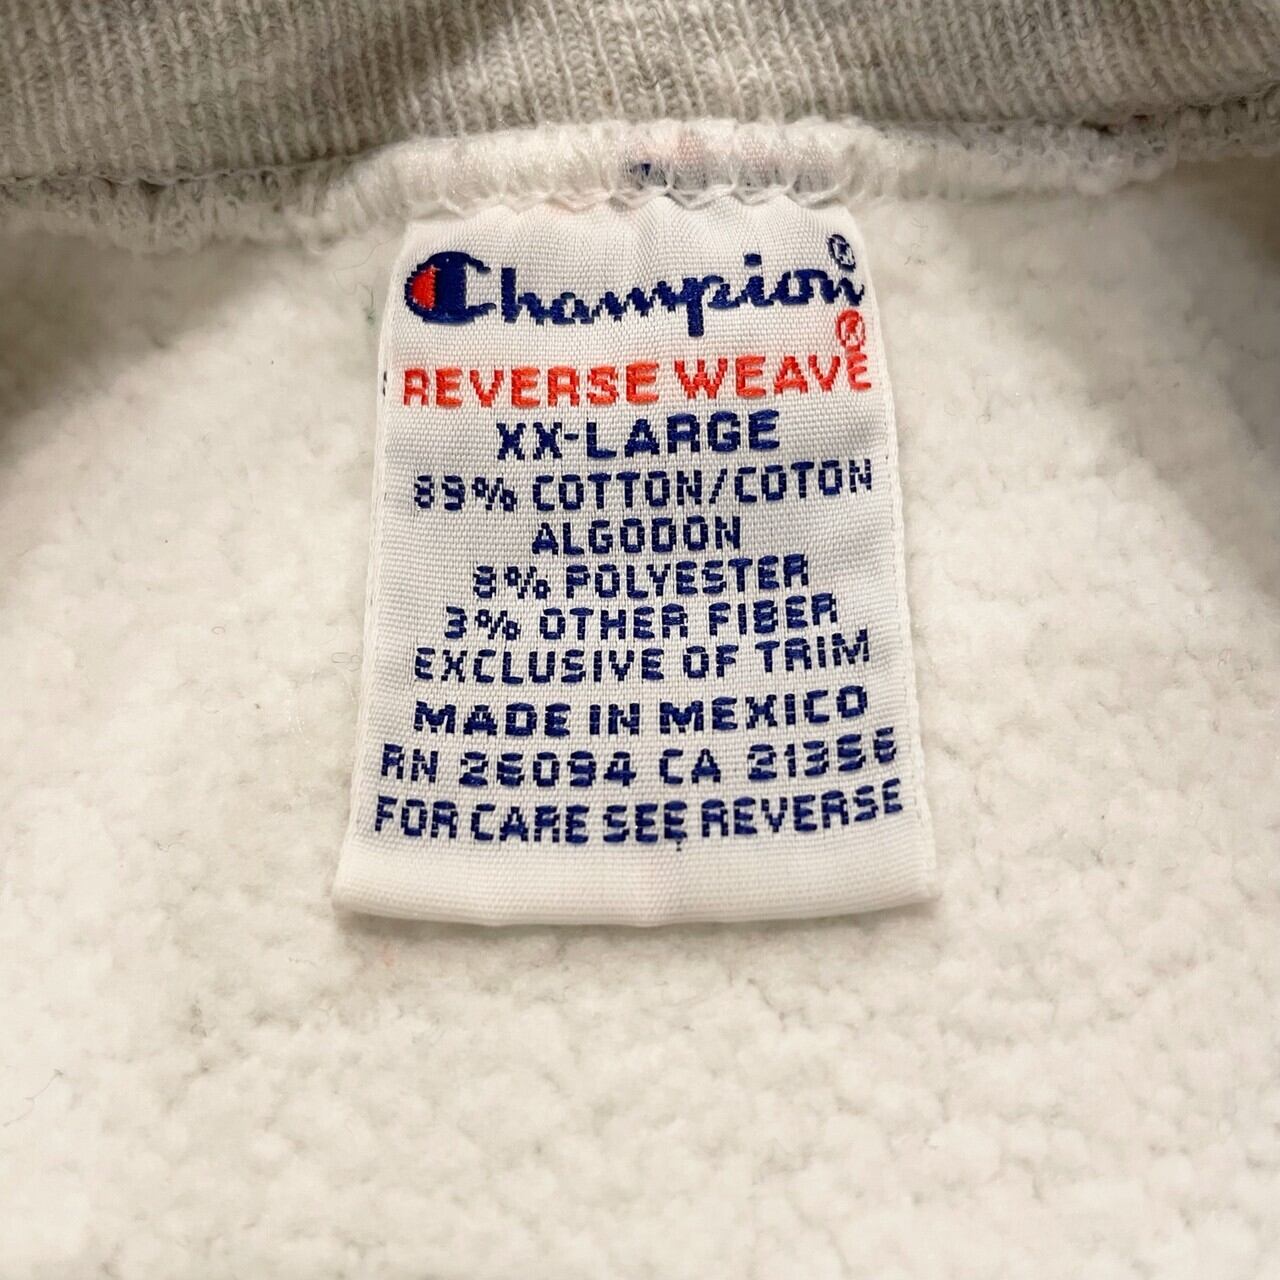 Champion®
REVERSE WEAVE®
XX-LARGE
89% COTTON/COTON
ALGODON
8% POLYESTER
3% OTHER FIBER
EXCLUSIVE OF TRIM
MADE IN MEXICO
RN 26094 CA 21356
FOR CARE SEE REVERSE